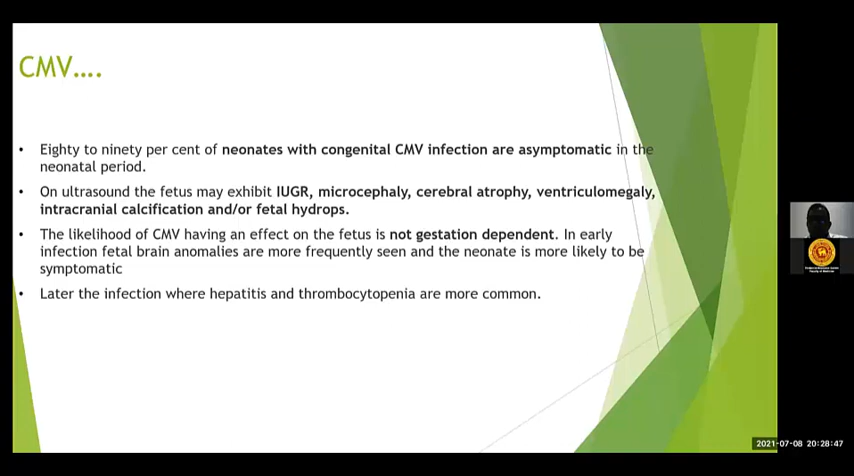 CMV....
• Eighty to ninety per cent of neonates with congenital CMV infection are asymptomatic in the
neonatal period.
• On ultrasound the fetus may exhibit IUGR, microcephaly, cerebral atrophy, ventriculomegaly,
intracranial calcification and/or fetal hydrops.
• The likelihood of CMV having an effect on the fetus is not gestation dependent. In early
infection fetal brain anomalies are more frequently seen and the neonate is more likely to be
symptomatic
• Later the infection where hepatitis and thrombocytopenia are more common.
2021-07-08 20:28:47